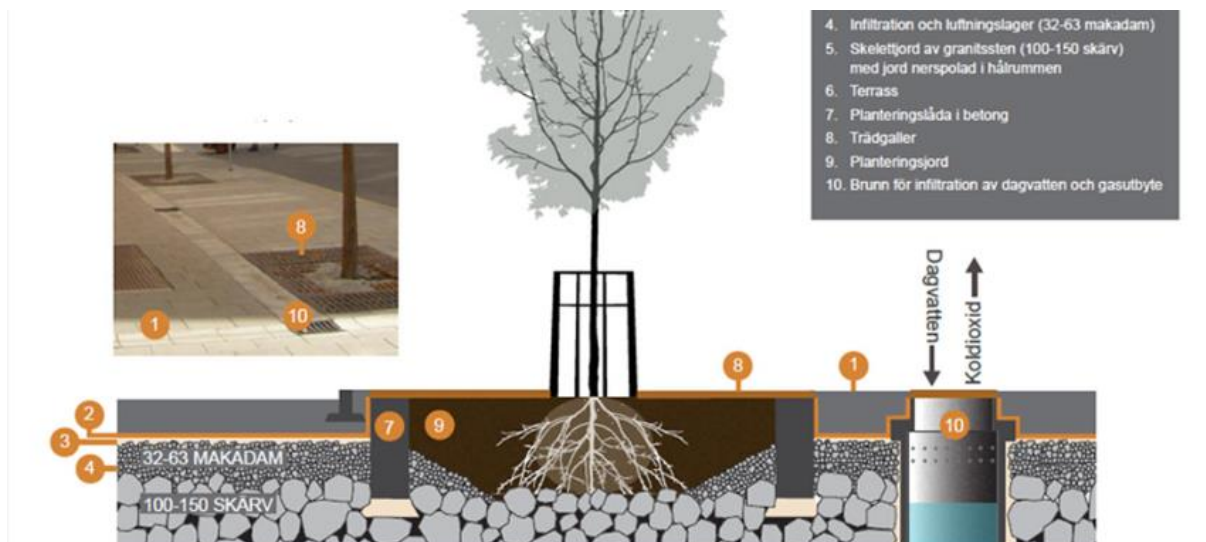 4. Infiltration och luftningslager (32-63 makadam)
5. Skelettjord av granitssten (100-150 skärv)
med jord nerspolad i hålrummen
6. Terrass
7. Planteringslåda i betong
8. Trädgaller
9. Planteringsjord
10. Brunn för infiltration av dagvatten och gasutbyte
8
10
1
Dagvatten
Koldioxid
8
1
2
3
4
7
9
10
32-63 MAKADAM
100-150 SKÄRV